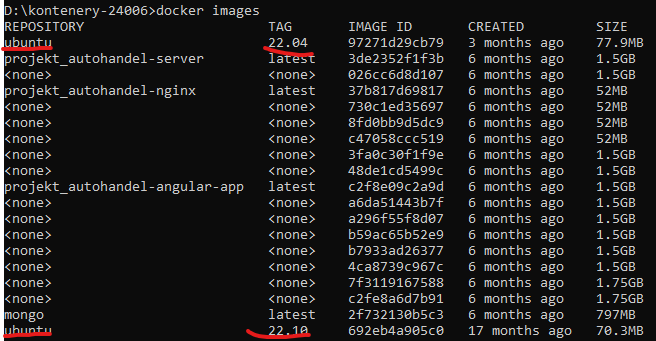 D:\kontenery-24006>docker images
REPOSITORY TAG IMAGE ID CREATED SIZE
ubuntu 22.04 97271d29cb79 3 months ago 77.9MB
projekt_autohandel-server latest 3de2352f1f3b 6 months ago 1.5GB
<none> <none> 026cc6d8d107 6 months ago 1.5GB
projekt_autohandel-nginx latest 37b817d69817 6 months ago 52MB
<none> <none> 730c1ed35697 6 months ago 52MB
<none> <none> 8fd0bb9d5dc9 6 months ago 52MB
<none> <none> c47058ccc519 6 months ago 52MB
<none> <none> 3fa0c30f1f9e 6 months ago 1.5GB
<none> <none> 48de1cd5499c 6 months ago 1.5GB
projekt_autohandel-angular-app latest c2f8e09c2a9d 6 months ago 1.5GB
<none> <none> a6da51443b7f 6 months ago 1.5GB
<none> <none> a296f55f8d07 6 months ago 1.5GB
<none> <none> b59ac65b52e9 6 months ago 1.5GB
<none> <none> b7933ad26377 6 months ago 1.5GB
<none> <none> 4ca8739c967c 6 months ago 1.5GB
<none> <none> 7f3119167588 6 months ago 1.75GB
<none> <none> c2fe8a6d7b91 6 months ago 1.75GB
mongo latest 2f732130b5c3 6 months ago 797MB
ubuntu 22.10 692eb4a905c0 17 months ago 70.3MB